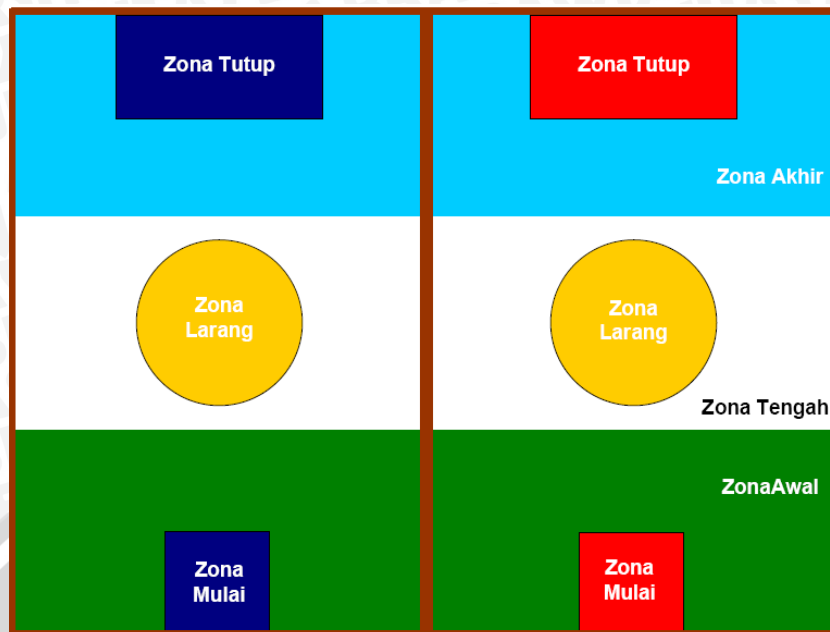 Zona Tutup
Zona Tutup
Zona Akhir
Zona
Larang
Zona
Larang
Zona Tengah
ZonaAwal
Zona
Mulai
Zona
Mulai